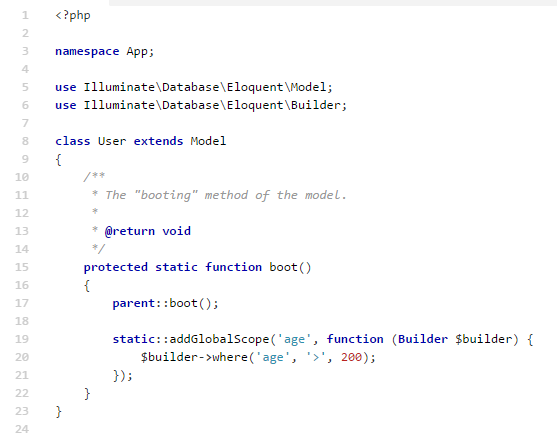 1 <?php
2
3 namespace App;
4
5 use Illuminate\Database\Eloquent\Model;
6 use Illuminate\Database\Eloquent\Builder;
7
8 class User extends Model
9 {
10     /**
11      * The "booting" method of the model.
12      *
13      * @return void
14      */
15     protected static function boot()
16     {
17         parent::boot();
18
19         static::addGlobalScope('age', function (Builder $builder) {
20             $builder->where('age', '>', 200);
21         });
22     }
23 }
24